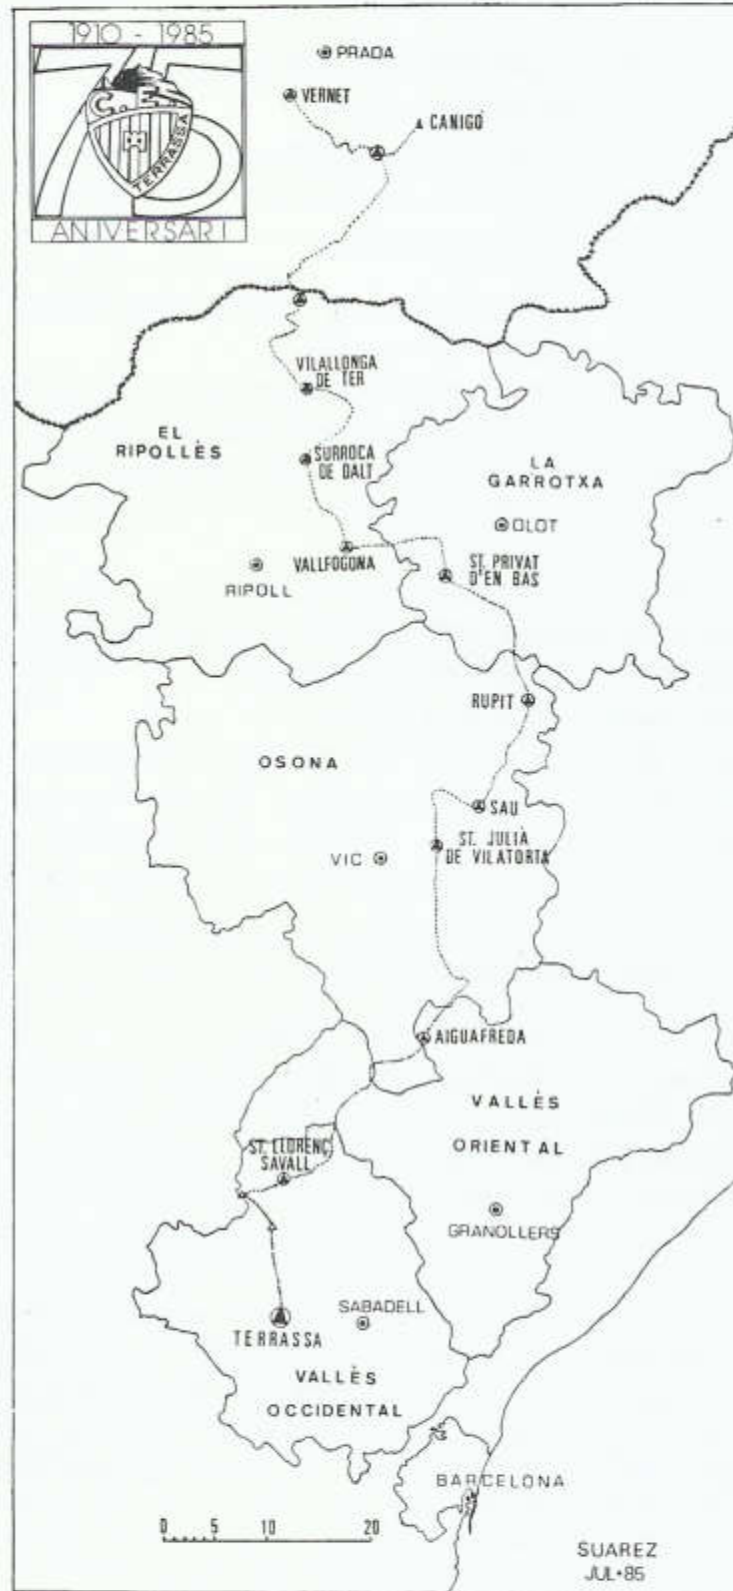 1910 - 1985
75
C. E.
TERRASSA
ANIVERSARI
PRADA
VERNET
CANIGÓ
VILALLONGA
DE TER
EL
RIPOLLÈS
SURROCA
DE DALT
LA
GARROTXA
OLOT
VALLFOGONA
ST. PRIVAT
D'EN BAS
RIPOLL
RUPIT
OSONA
SAU
ST. JULIÀ
DE VILATORTA
VIC
AIGUAFREDA
VALLÈS
ORIENTAL
ST. LLORENÇ
SAVALL
GRANOLLERS
SABADELL
TERRASSA
VALLÈS
OCCIDENTAL
BARCELONA
0 10 20
SUAREZ
JUL•85